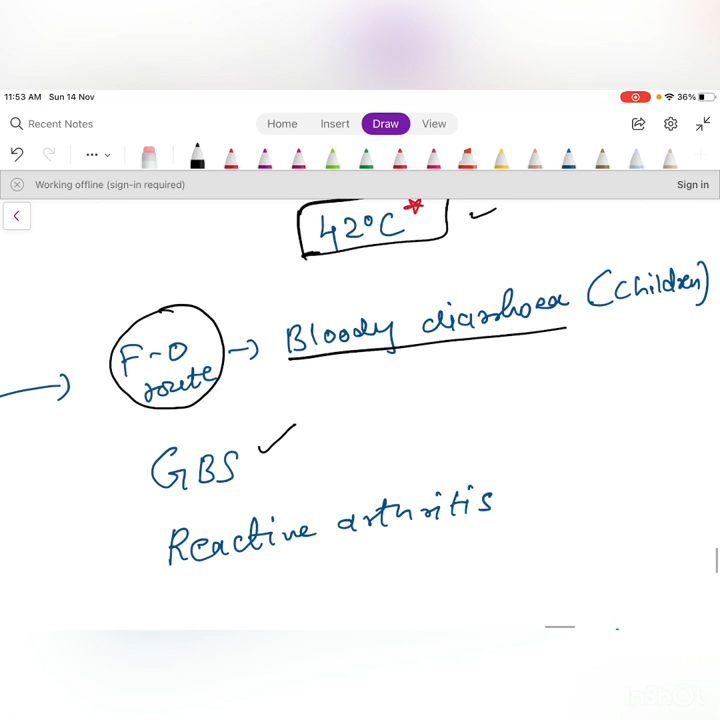 11:53 AM Sun 14 Nov 36%
Recent Notes Home Insert Draw View
Working offline (sign-in required) Sign in
42°C
F-O route → Bloody diarrhoea (Children)
GBS
Reactive arthritis
InShOt